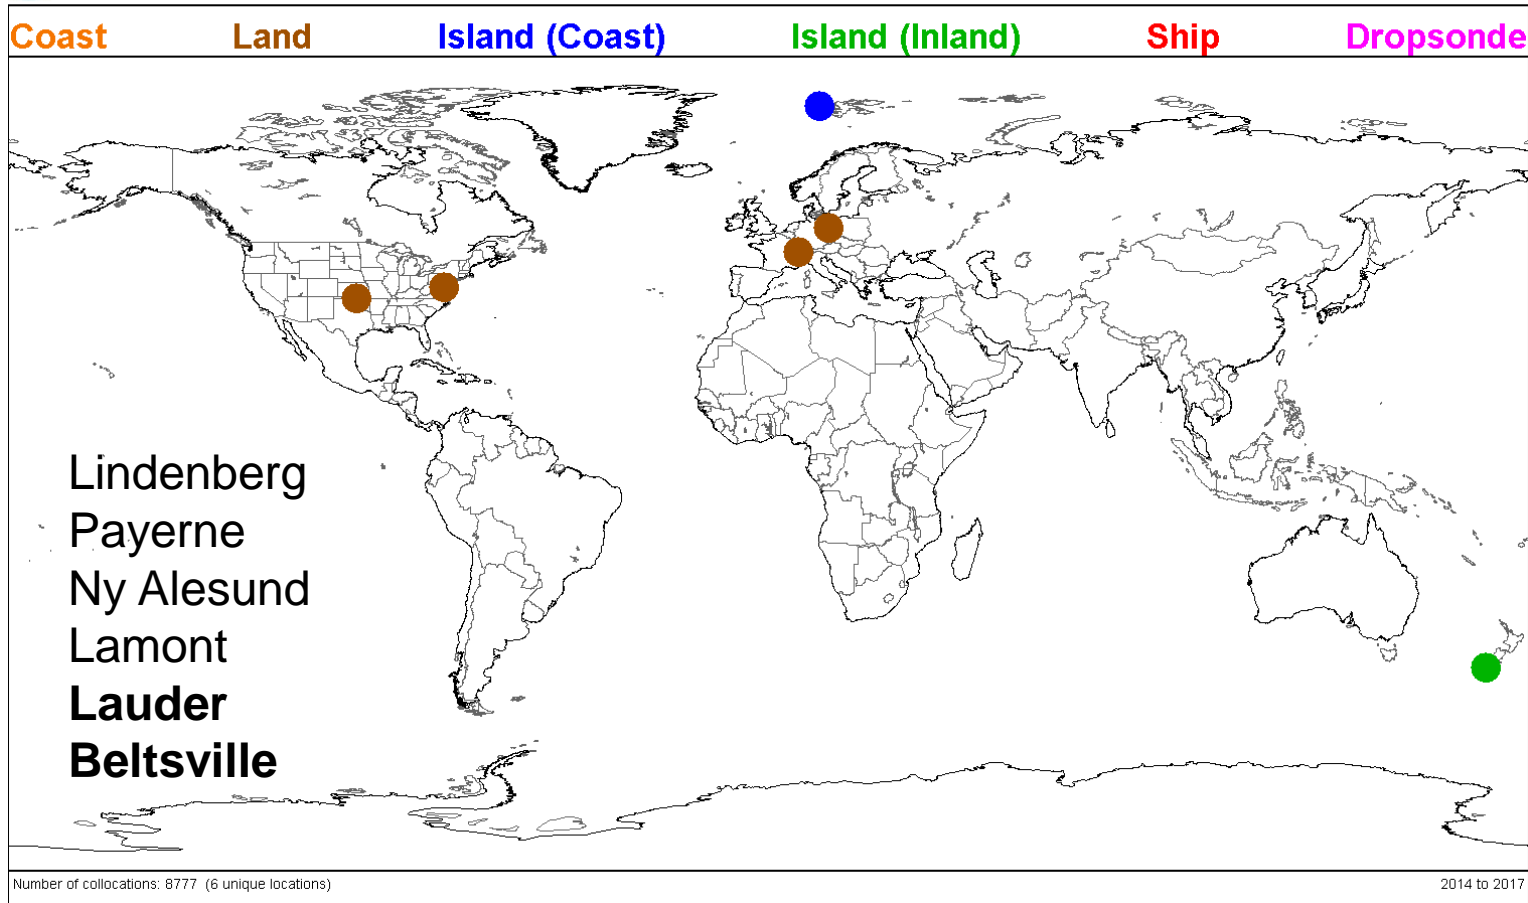 Coast Land Island (Coast) Island (Inland) Ship Dropsonde
Lindenberg
Payerne
Ny Alesund
Lamont
Lauder
Beltsville
Number of collocations: 8777 (6 unique locations) 2014 to 2017